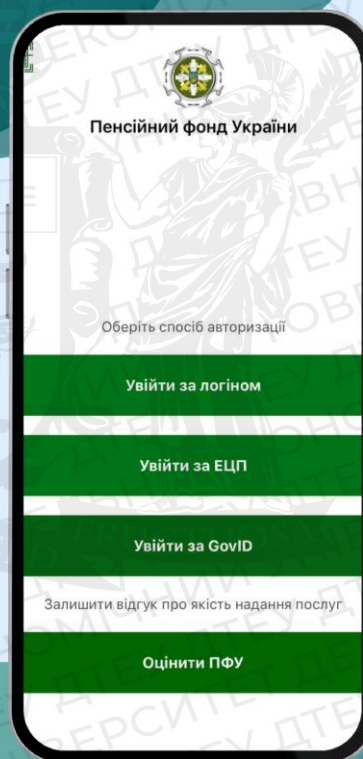 Пенсійний фонд України
Оберіть спосіб авторизації
Увійти за логіном
Увійти за ЕЦП
Увійти за GovID
Залишити відгук про якість надання послуг
Оцінити ПФУ